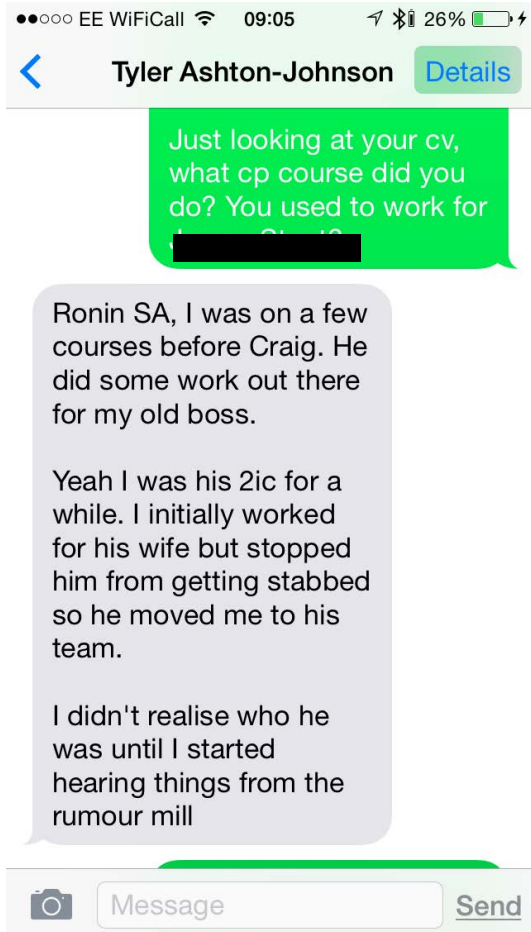 EE WiFiCall 09:05 26%
Tyler Ashton-Johnson Details
Just looking at your cv,
what cp course did you
do? You used to work for
Ronin SA, I was on a few
courses before Craig. He
did some work out there
for my old boss.
Yeah I was his 2ic for a
while. I initially worked
for his wife but stopped
him from getting stabbed
so he moved me to his
team.
I didn't realise who he
was until I started
hearing things from the
rumour mill
Message Send